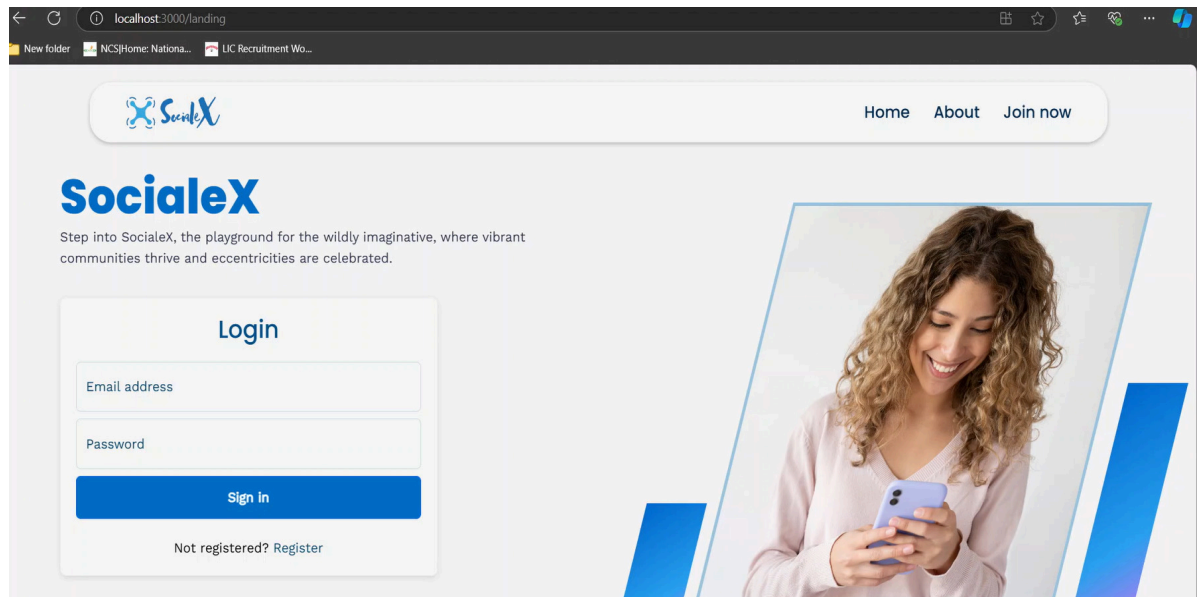 localhost:3000/landing
New folder NCS|Home: Nationa... LIC Recruitment Wo...
SocialeX Home About Join now
SocialeX
Step into SocialeX, the playground for the wildly imaginative, where vibrant
communities thrive and eccentricities are celebrated.
Login
Email address
Password
Sign in
Not registered? Register